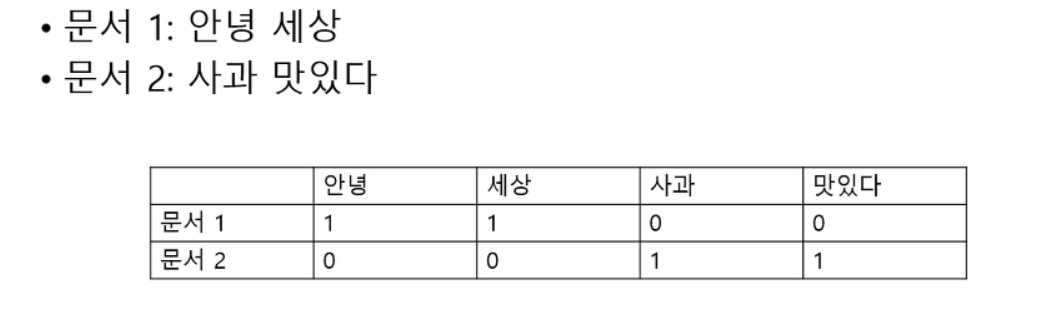 • 문서 1: 안녕 세상
• 문서 2: 사과 맛있다
안녕 세상 사과 맛있다
문서 1 1 1 0 0
문서 2 0 0 1 1